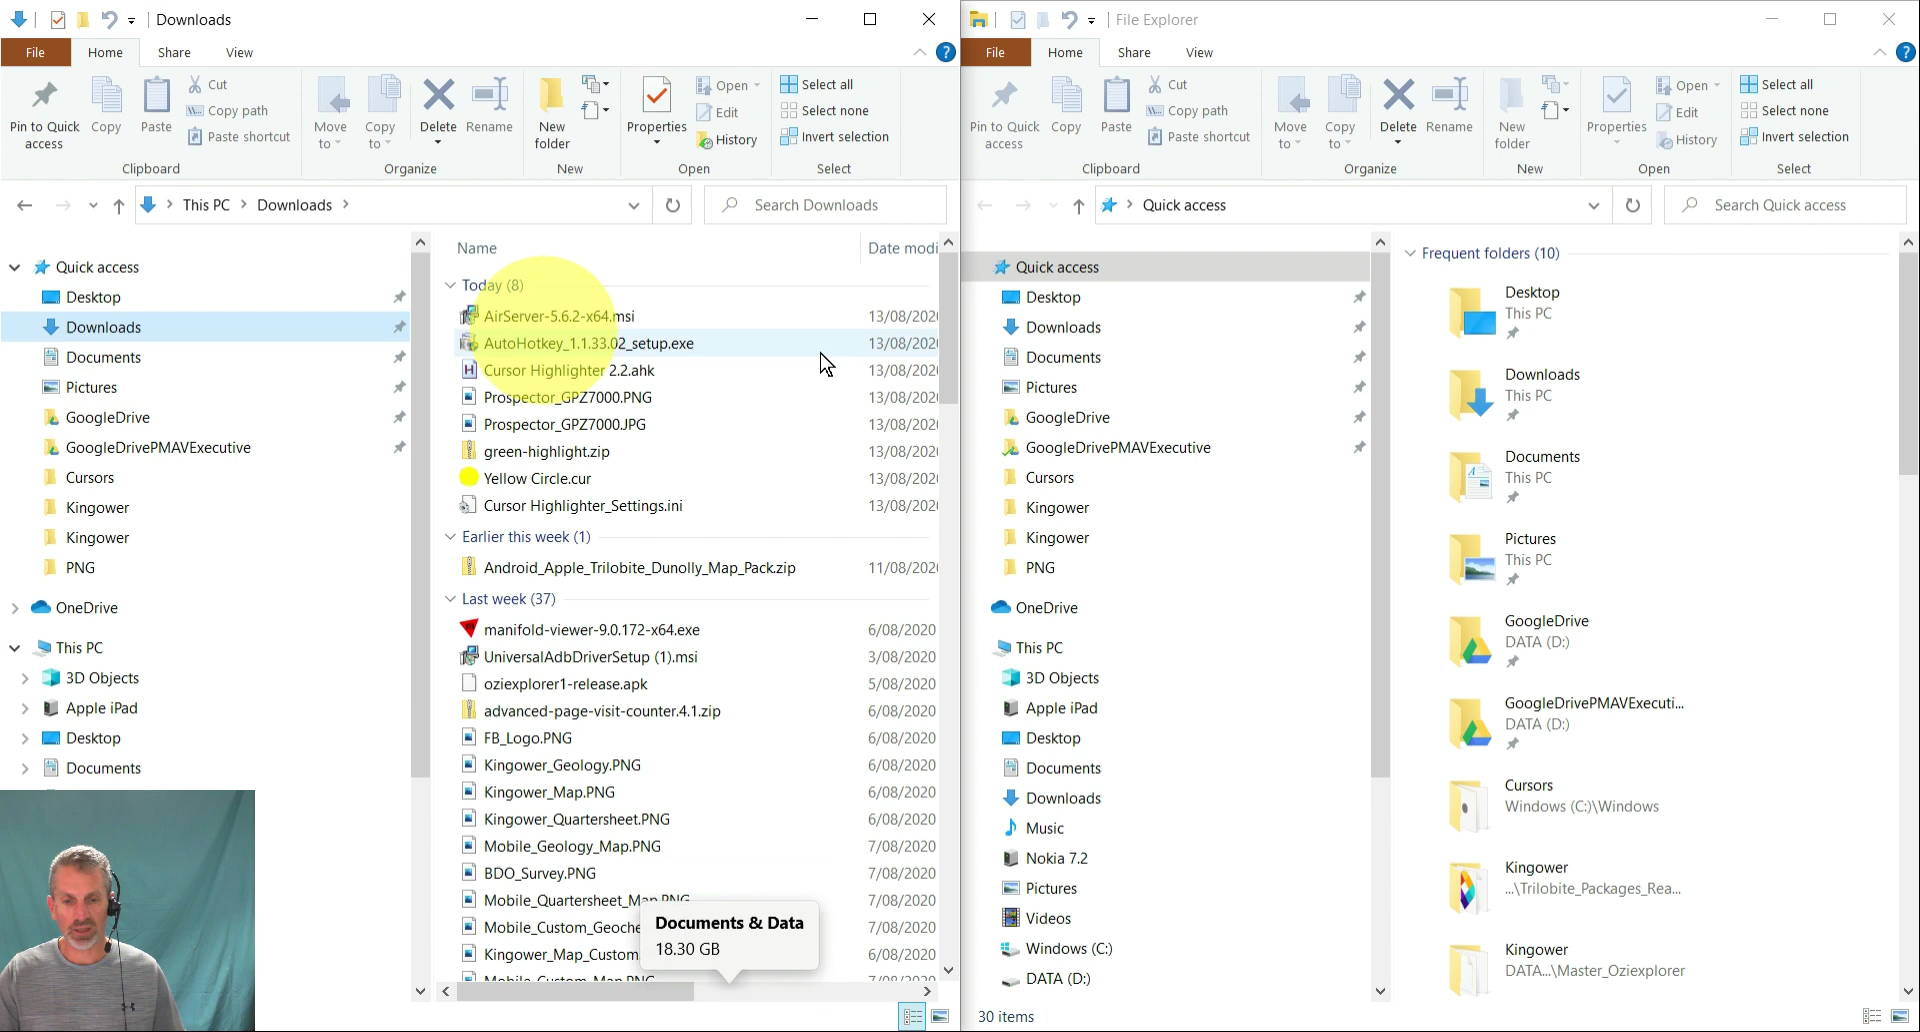 Downloads
File
Home
Share
View
Pin to Quick access
Copy
Paste
Cut
Copy path
Paste shortcut
Clipboard
Move to
Copy to
Delete
Rename
Organize
New folder
New
Properties
Open
Edit
History
Open
Select all
Select none
Invert selection
Select
This PC > Downloads >
Search Downloads
Quick access
Desktop
Downloads
Documents
Pictures
GoogleDrive
GoogleDrivePMAVExecutive
Cursors
Kingower
Kingower
PNG
OneDrive
This PC
3D Objects
Apple iPad
Desktop
Documents
Name
Date modi
Today (8)
AirServer-5.6.2-x64.msi 13/08/202
AutoHotkey_1.1.33.02_setup.exe 13/08/202
Cursor Highlighter 2.2.ahk 13/08/202
Prospector_GPZ7000.PNG 13/08/202
Prospector_GPZ7000.JPG 13/08/202
green-highlight.zip 13/08/202
Yellow Circle.cur 13/08/202
Cursor Highlighter_Settings.ini 13/08/202
Earlier this week (1)
Android_Apple_Trilobite_Dunolly_Map_Pack.zip 11/08/202
Last week (37)
manifold-viewer-9.0.172-x64.exe 6/08/2020
UniversalAdbDriverSetup (1).msi 3/08/2020
oziexplorer1-release.apk 5/08/2020
advanced-page-visit-counter.4.1.zip 6/08/2020
FB_Logo.PNG 6/08/2020
Kingower_Geology.PNG 6/08/2020
Kingower_Map.PNG 6/08/2020
Kingower_Quartersheet.PNG 6/08/2020
Mobile_Geology_Map.PNG 7/08/2020
BDO_Survey.PNG 7/08/2020
Mobile_Quartersheet_Map.PNG 7/08/2020
Mobile_Custom_Geoche 7/08/2020
Kingower_Map_Custom 6/08/2020
Mobile_Custom_Map.PNG 7/08/2020
Documents & Data
18.30 GB
File Explorer
File
Home
Share
View
Pin to Quick access
Copy
Paste
Cut
Copy path
Paste shortcut
Clipboard
Move to
Copy to
Delete
Rename
Organize
New folder
New
Properties
Open
Edit
History
Open
Select all
Select none
Invert selection
Select
Quick access
Search Quick access
Quick access
Desktop
Downloads
Documents
Pictures
GoogleDrive
GoogleDrivePMAVExecutive
Cursors
Kingower
Kingower
PNG
OneDrive
This PC
3D Objects
Apple iPad
Desktop
Documents
Downloads
Music
Nokia 7.2
Pictures
Videos
Windows (C:)
DATA (D:)
30 items
Frequent folders (10)
Desktop
This PC
Downloads
This PC
Documents
This PC
Pictures
This PC
GoogleDrive
DATA (D:)
GoogleDrivePMAVExecuti...
DATA (D:)
Cursors
Windows (C:)\Windows
Kingower
...\Trilobite_Packages_Rea...
Kingower
DATA...\Master_Oziexplorer